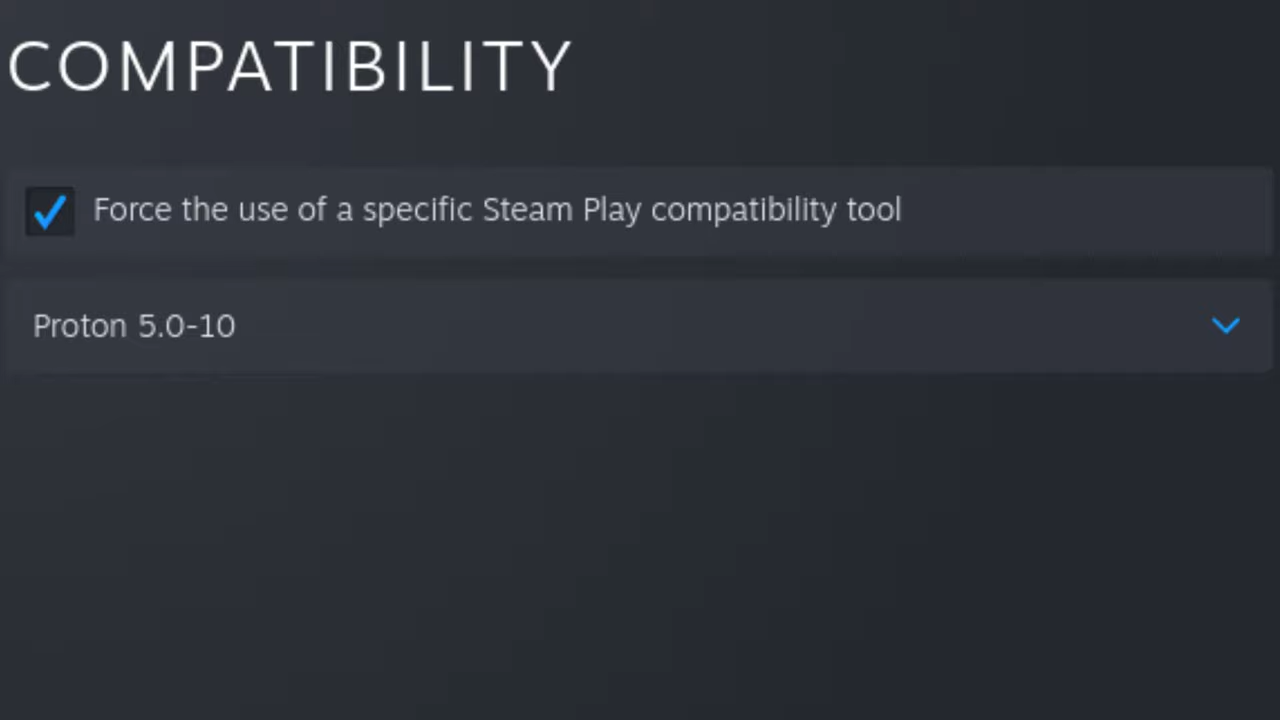 COMPATIBILITY
Force the use of a specific Steam Play compatibility tool
Proton 5.0-10